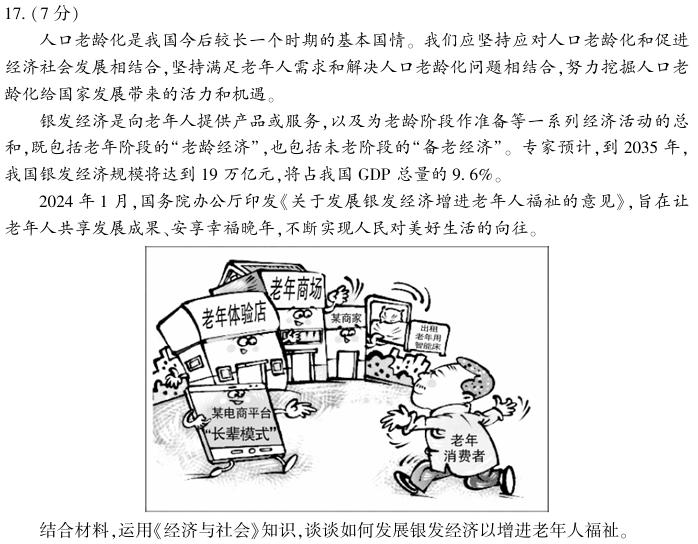 17. (7分)
人口老龄化是我国今后较长一个时期的基本国情。我们应坚持应对人口老龄化和促进
经济社会发展相结合,坚持满足老年人需求和解决人口老龄化问题相结合,努力挖掘人口老
龄化给国家发展带来的活力和机遇。
银发经济是向老年人提供产品或服务,以及为老龄阶段作准备等一系列经济活动的总
和,既包括老年阶段的“老龄经济”,也包括未老阶段的“备老经济”。专家预计,到 2035 年,
我国银发经济规模将达到 19 万亿元,将占我国 GDP 总量的 9.6%。
2024 年 1 月,国务院办公厅印发《关于发展银发经济增进老年人福祉的意见》,旨在让
老年人共享发展成果、安享幸福晚年,不断实现人民对美好生活的向往。
老年商场
老年体验店
某商家
出租
老年用
智能床
某电商平台
“长辈模式”
老年
消费者
结合材料,运用《经济与社会》知识,谈谈如何发展银发经济以增进老年人福祉。